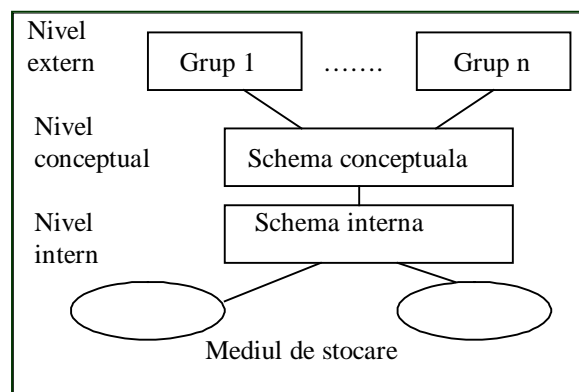 Nivel
extern
Grup 1 ……. Grup n
Nivel
conceptual
Schema conceptuala
Nivel
intern
Schema interna
Mediul de stocare